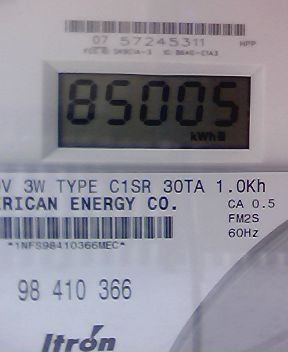 07 57245311 HPP
85005
kWh
V 3W TYPE C1SR 30TA 1.0Kh
RICAN ENERGY CO. CA 0.5
FM2S
*1NFS98410366MEC* 60Hz
98 410 366
Itron